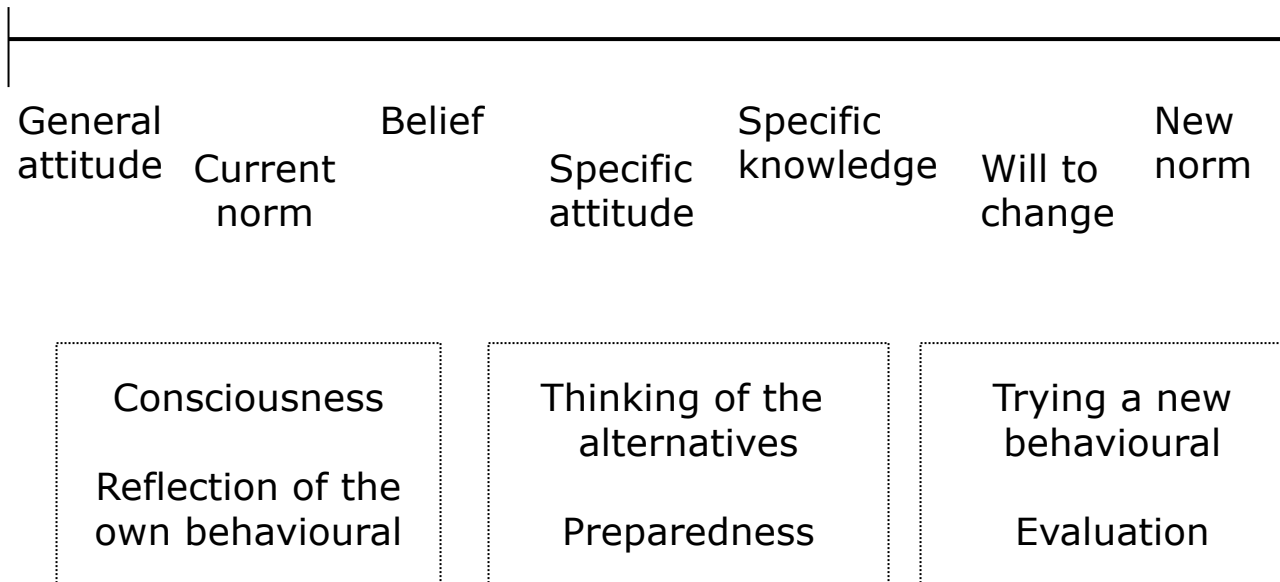 General
attitude
Current
norm
Belief
Specific
attitude
Specific
knowledge
Will to
change
New
norm
Consciousness
Reflection of the
own behavioural
Thinking of the
alternatives
Preparedness
Trying a new
behavioural
Evaluation